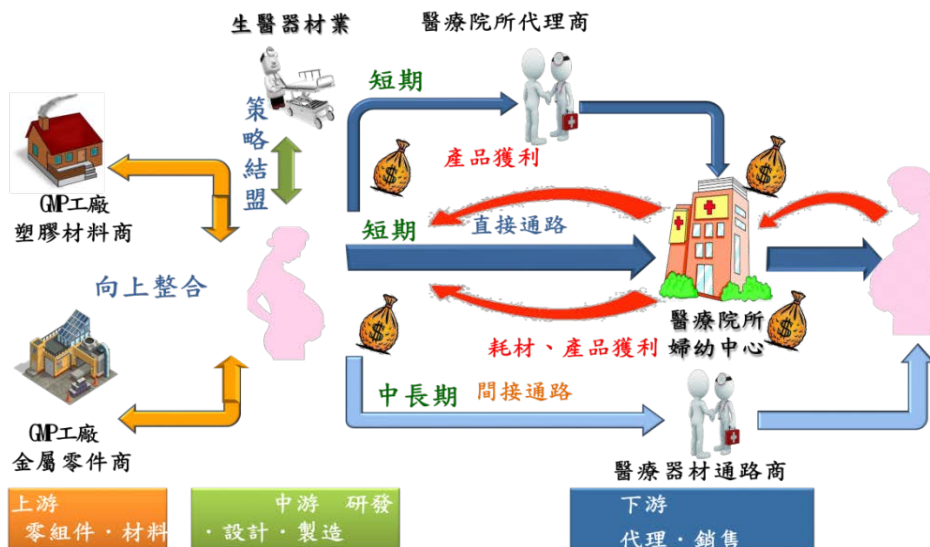 生醫器材業
醫療院所代理商
短期
策略結盟
產品獲利
GMP工廠
塑膠材料商
短期
直接通路
向上整合
醫療院所
婦幼中心
耗材、產品獲利
中長期
間接通路
GMP工廠
金屬零件商
醫療器材通路商
上游
零組件・材料
中游 研發
・設計・製造
下游
代理・銷售